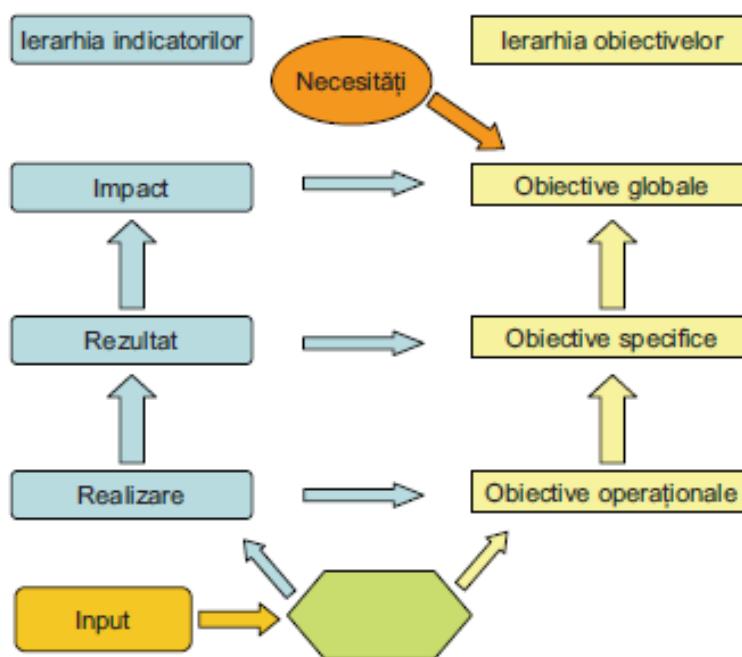 Ierarhia indicatorilor
Ierarhia obiectivelor
Necesități
Impact
Obiective globale
Rezultat
Obiective specifice
Realizare
Obiective operaționale
Input